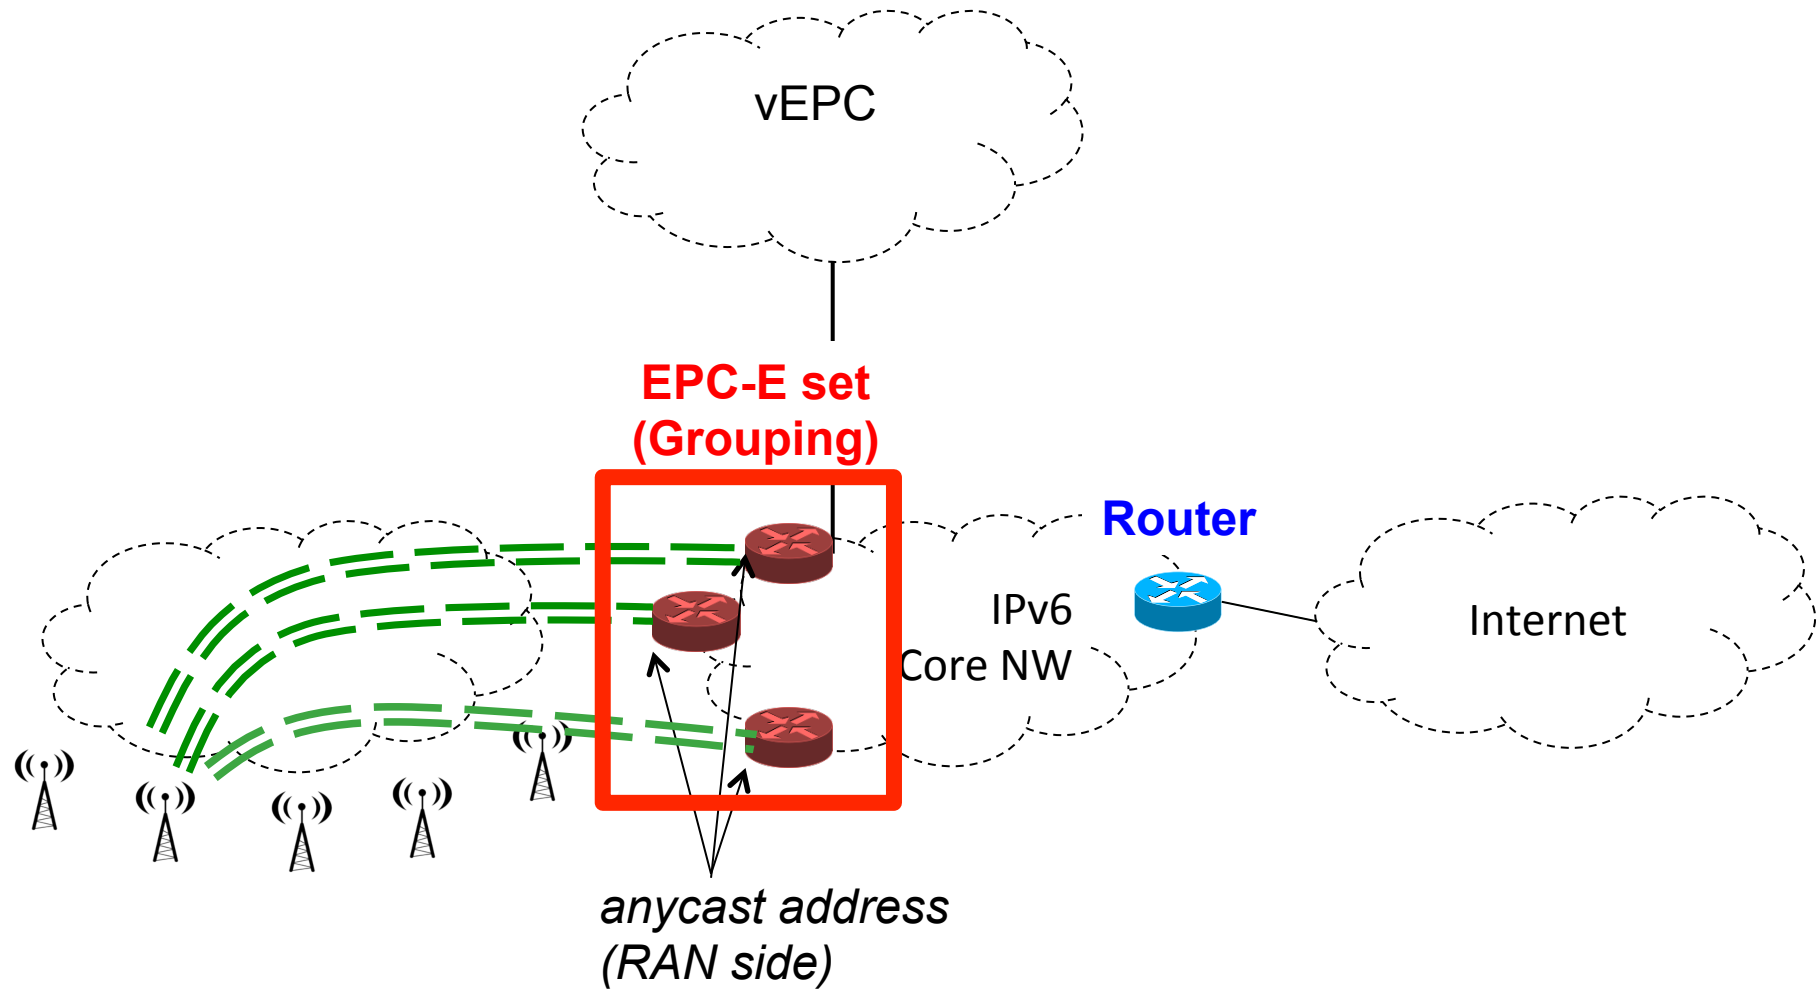 vEPC
EPC-E set
(Grouping)
Router
IPv6
Core NW
Internet
anycast address
(RAN side)